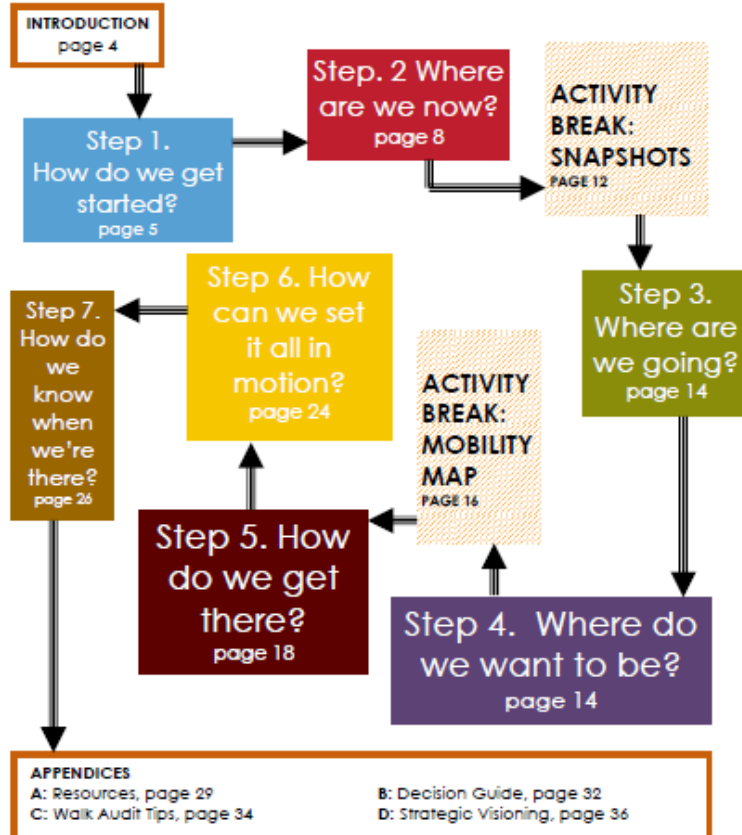 INTRODUCTION
page 4
Step 1.
How do we get
started?
page 5
Step. 2 Where
are we now?
page 8
ACTIVITY
BREAK:
SNAPSHOTS
PAGE 12
Step 3.
Where are
we going?
page 14
Step 4. Where do
we want to be?
page 14
ACTIVITY
BREAK:
MOBILITY
MAP
PAGE 16
Step 5. How
do we get
there?
page 18
Step 6. How
can we set
it all in
motion?
page 24
Step 7.
How do
we
know
when
we're
there?
page 26
APPENDICES
A: Resources, page 29
B: Decision Guide, page 32
C: Walk Audit Tips, page 34
D: Strategic Visioning, page 36